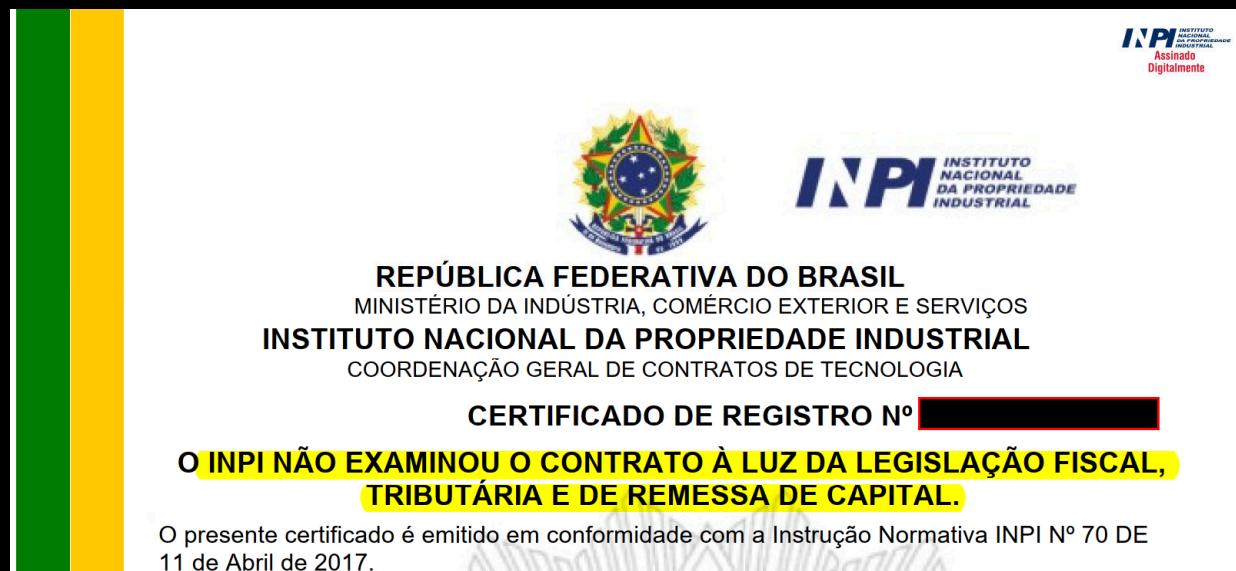 INPI INSTITUTO
NACIONAL
DA PROPRIEDADE
INDUSTRIAL
Assinado
Digitalmente
INPI INSTITUTO
NACIONAL
DA PROPRIEDADE
INDUSTRIAL
REPÚBLICA FEDERATIVA DO BRASIL
MINISTÉRIO DA INDÚSTRIA, COMÉRCIO EXTERIOR E SERVIÇOS
INSTITUTO NACIONAL DA PROPRIEDADE INDUSTRIAL
COORDENAÇÃO GERAL DE CONTRATOS DE TECNOLOGIA
CERTIFICADO DE REGISTRO Nº
O INPI NÃO EXAMINOU O CONTRATO À LUZ DA LEGISLAÇÃO FISCAL,
TRIBUTÁRIA E DE REMESSA DE CAPITAL.
O presente certificado é emitido em conformidade com a Instrução Normativa INPI Nº 70 DE
11 de Abril de 2017.